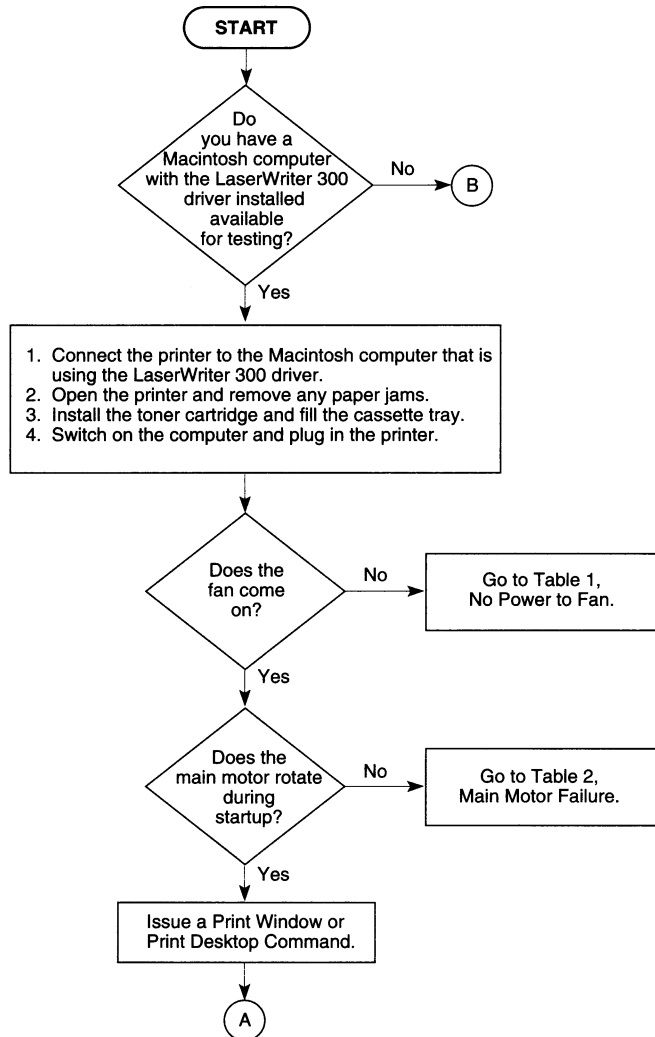 START
Do
you have a
Macintosh computer
with the LaserWriter 300
driver installed
available
for testing?
No
B
Yes
1. Connect the printer to the Macintosh computer that is
using the LaserWriter 300 driver.
2. Open the printer and remove any paper jams.
3. Install the toner cartridge and fill the cassette tray.
4. Switch on the computer and plug in the printer.
Does the
fan come
on?
No
Go to Table 1,
No Power to Fan.
Yes
Does the
main motor rotate
during
startup?
No
Go to Table 2,
Main Motor Failure.
Yes
Issue a Print Window or
Print Desktop Command.
A